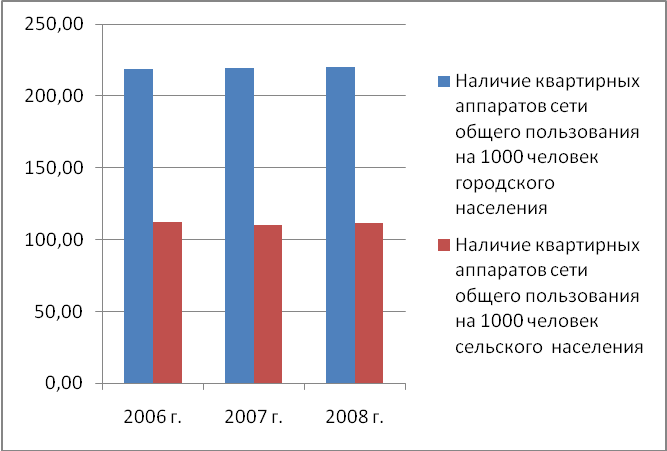 250,00
200,00
150,00
100,00
50,00
0,00
2006 г.
2007 г.
2008 г.
Наличие квартирных
аппаратов сети
общего пользования
на 1000 человек
городского
населения
Наличие квартирных
аппаратов сети
общего пользования
на 1000 человек
сельского населения